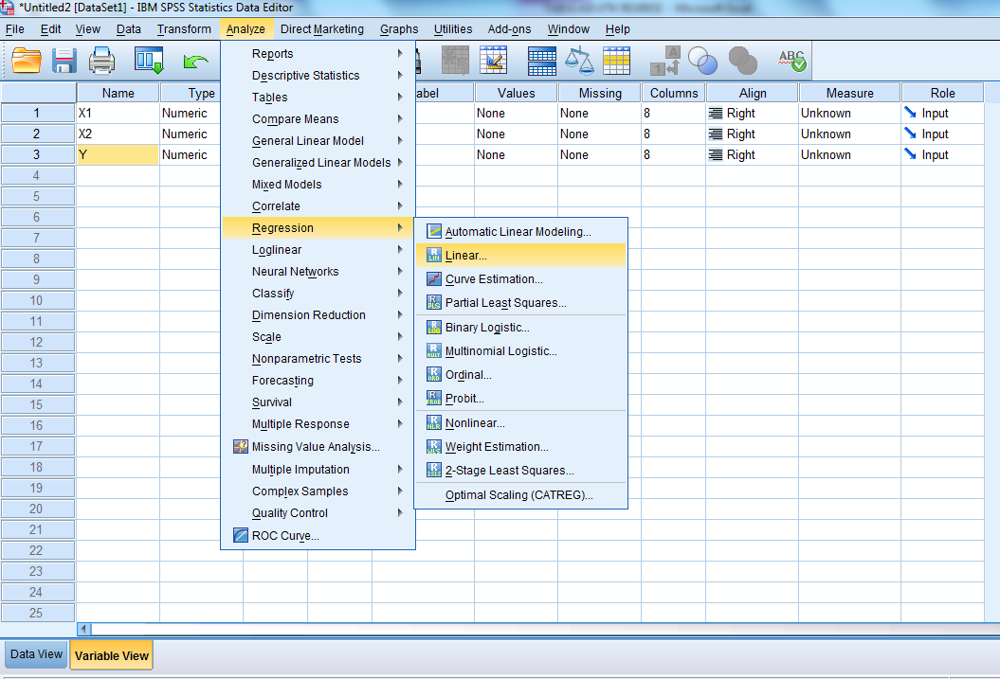 *Untitled2 [DataSet1] - IBM SPSS Statistics Data Editor
File Edit View Data Transform Analyze Direct Marketing Graphs Utilities Add-ons Window Help
Name Type abel Values Missing Columns Align Measure Role
1 X1 Numeric None None 8 Right Unknown Input
2 X2 Numeric None None 8 Right Unknown Input
3 Y Numeric None None 8 Right Unknown Input
4
5
6
7
8
9
10
11
12
13
14
15
16
17
18
19
20
21
22
23
24
25
Reports
Descriptive Statistics
Tables
Compare Means
General Linear Model
Generalized Linear Models
Mixed Models
Correlate
Regression
Loglinear
Neural Networks
Classify
Dimension Reduction
Scale
Nonparametric Tests
Forecasting
Survival
Multiple Response
Missing Value Analysis...
Multiple Imputation
Complex Samples
Quality Control
ROC Curve...
Automatic Linear Modeling...
Linear...
Curve Estimation...
Partial Least Squares...
Binary Logistic...
Multinomial Logistic...
Ordinal...
Probit...
Nonlinear...
Weight Estimation...
2-Stage Least Squares...
Optimal Scaling (CATREG)...
Data View Variable View